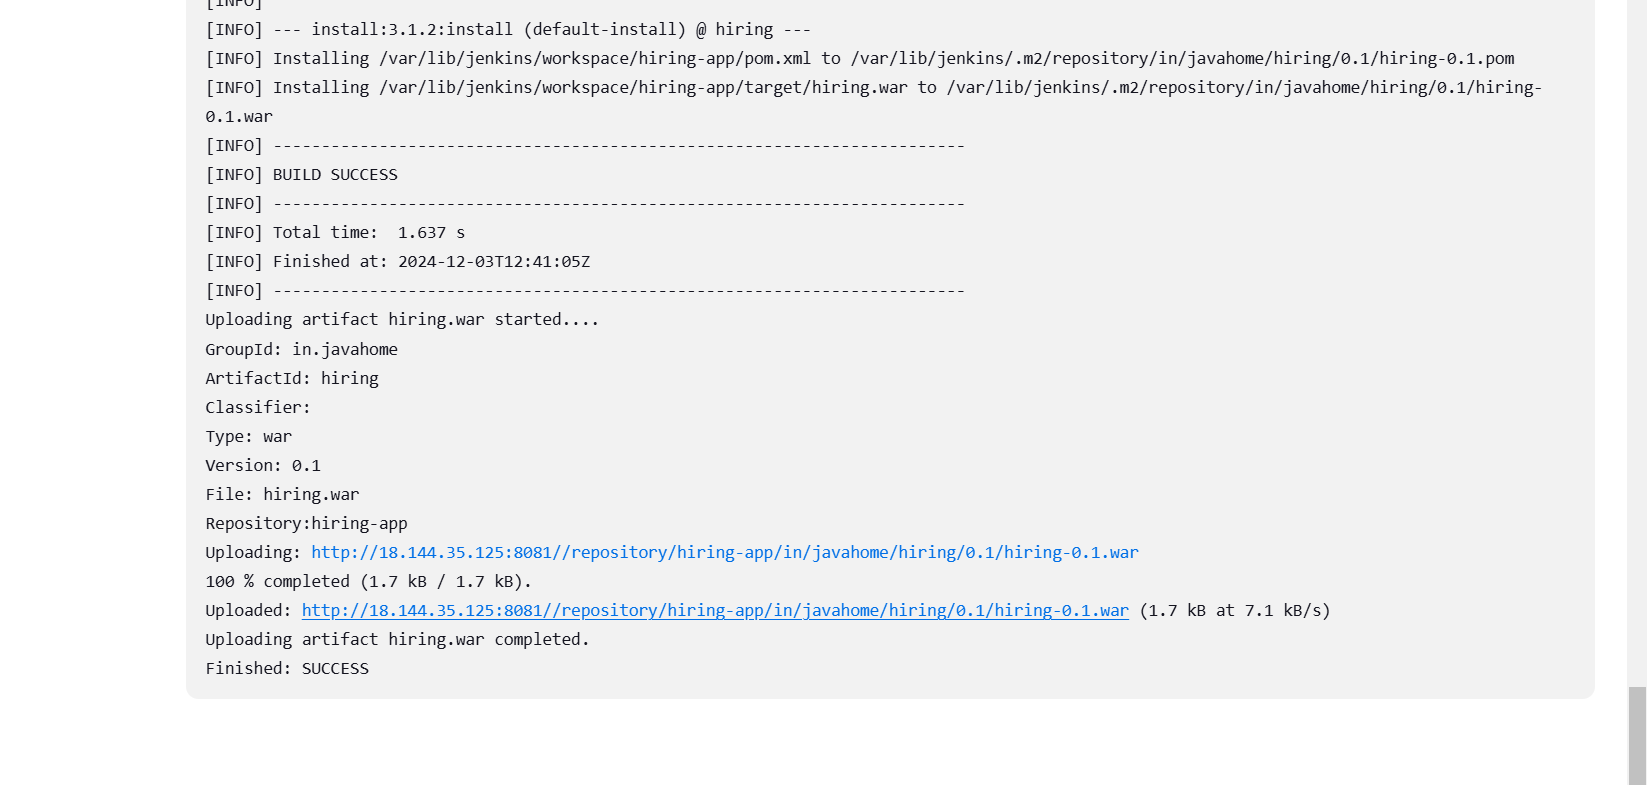 [INFO]
[INFO] --- install:3.1.2:install (default-install) @ hiring ---
[INFO] Installing /var/lib/jenkins/workspace/hiring-app/pom.xml to /var/lib/jenkins/.m2/repository/in/javahome/hiring/0.1/hiring-0.1.pom
[INFO] Installing /var/lib/jenkins/workspace/hiring-app/target/hiring.war to /var/lib/jenkins/.m2/repository/in/javahome/hiring/0.1/hiring-
0.1.war
[INFO] ------------------------------------------------------------------------
[INFO] BUILD SUCCESS
[INFO] ------------------------------------------------------------------------
[INFO] Total time:  1.637 s
[INFO] Finished at: 2024-12-03T12:41:05Z
[INFO] ------------------------------------------------------------------------
Uploading artifact hiring.war started....
GroupId: in.javahome
ArtifactId: hiring
Classifier:
Type: war
Version: 0.1
File: hiring.war
Repository:hiring-app
Uploading: http://18.144.35.125:8081//repository/hiring-app/in/javahome/hiring/0.1/hiring-0.1.war
100 % completed (1.7 kB / 1.7 kB).
Uploaded: http://18.144.35.125:8081//repository/hiring-app/in/javahome/hiring/0.1/hiring-0.1.war (1.7 kB at 7.1 kB/s)
Uploading artifact hiring.war completed.
Finished: SUCCESS